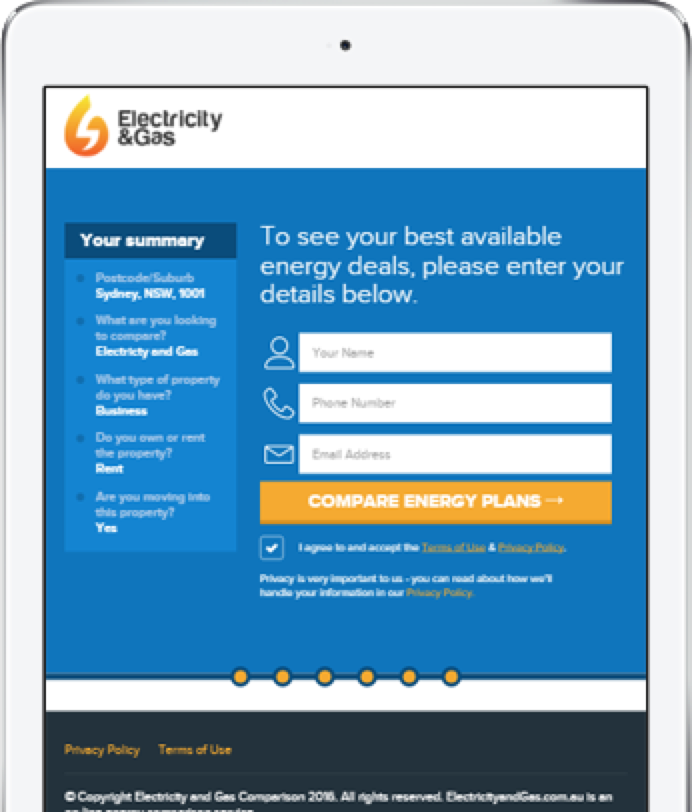 Electricity
&Gas
Your summary
Postcode/Suburb
Sydney, NSW, 1001
What are you looking
to compare?
Electricty and Gas
What type of property
do you have?
Business
Do you own or rent
the property?
Rent
Are you moving into
this property?
Yes
To see your best available
energy deals, please enter your
details below.
Your Name
Phone Number
Email Address
COMPARE ENERGY PLANS →
I agree to and accept the Terms of Use & Privacy Policy.
Privacy is very important to us - you can read about how we'll
handle your information in our Privacy Policy.
Privacy Policy Terms of Use
© Copyright Electricity and Gas Comparison 2016. All rights reserved. ElectricityandGas.com.au is an